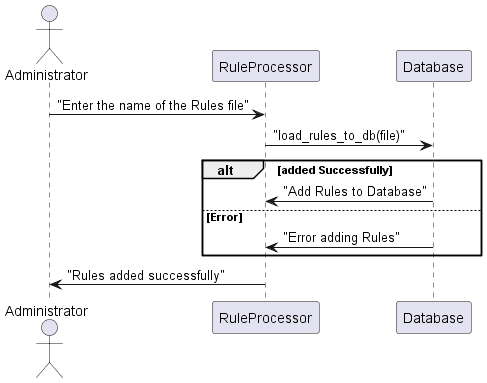 Administrator
RuleProcessor
Database
"Enter the name of the Rules file"
"load_rules_to_db(file)"
alt
[added Successfully]
"Add Rules to Database"
[Error]
"Error adding Rules"
"Rules added successfully"
Administrator
RuleProcessor
Database